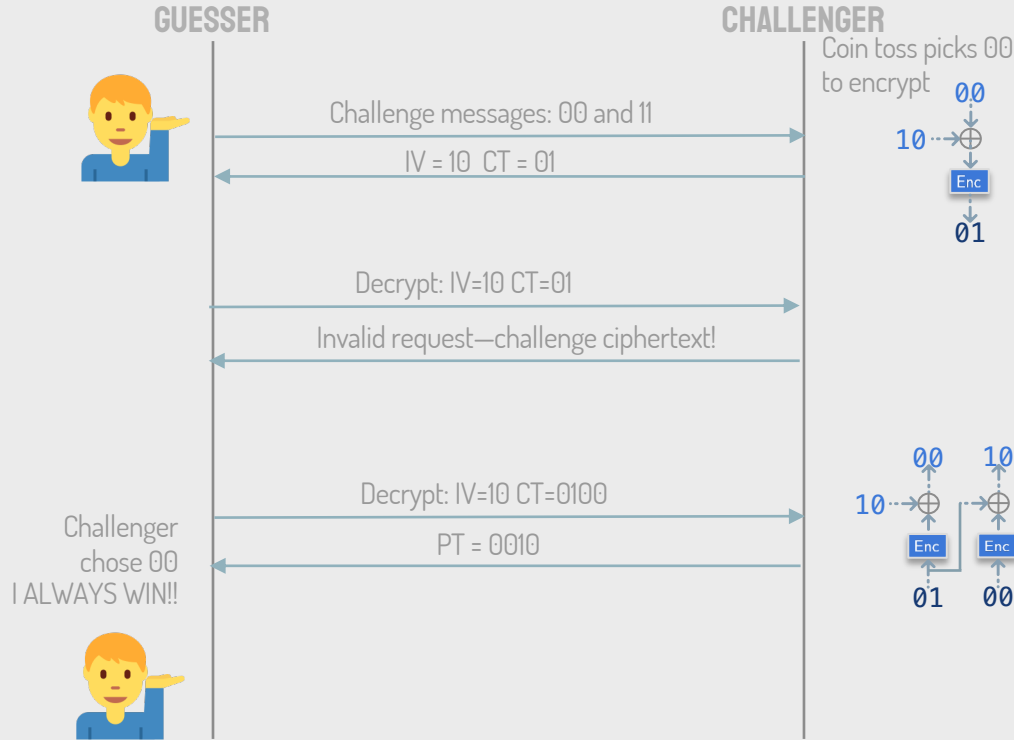 GUESSER
CHALLENGER
Coin toss picks 00
to encrypt
00
10
Enc
01
Challenge messages: 00 and 11
IV = 10 CT = 01
Decrypt: IV=10 CT=01
Invalid request—challenge ciphertext!
Decrypt: IV=10 CT=0100
PT = 0010
00 10
10
Enc Enc
01 00
Challenger
chose 00
I ALWAYS WIN!!